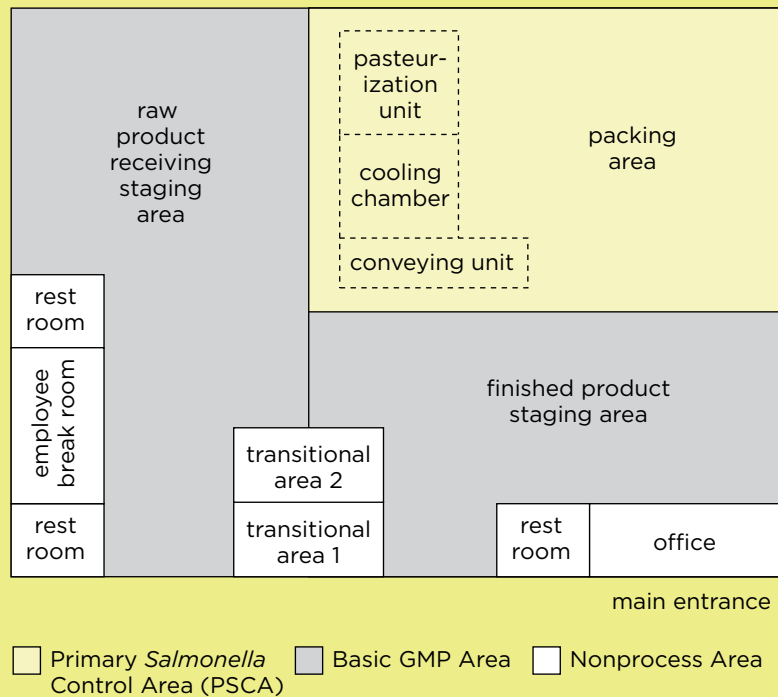 raw
product
receiving
staging
area
pasteur-
ization
unit
cooling
chamber
conveying unit
packing
area
rest
room
employee
break room
rest
room
transitional
area 2
transitional
area 1
finished product
staging area
rest
room
office
main entrance
Primary Salmonella
Control Area (PSCA)
Basic GMP Area
Nonprocess Area